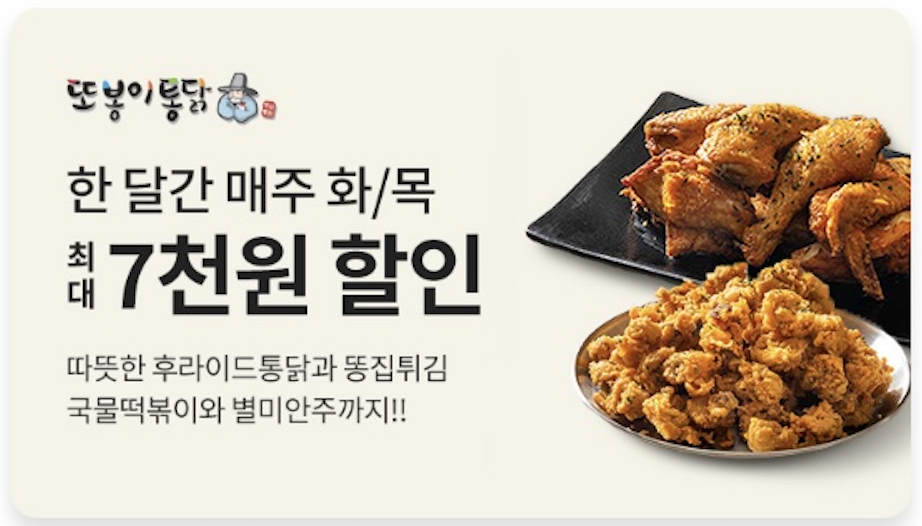 또봉이통닭
한 달간 매주 화/목
최대 7천원 할인
따뜻한 후라이드통닭과 똥집튀김
국물떡볶이와 별미안주까지!!